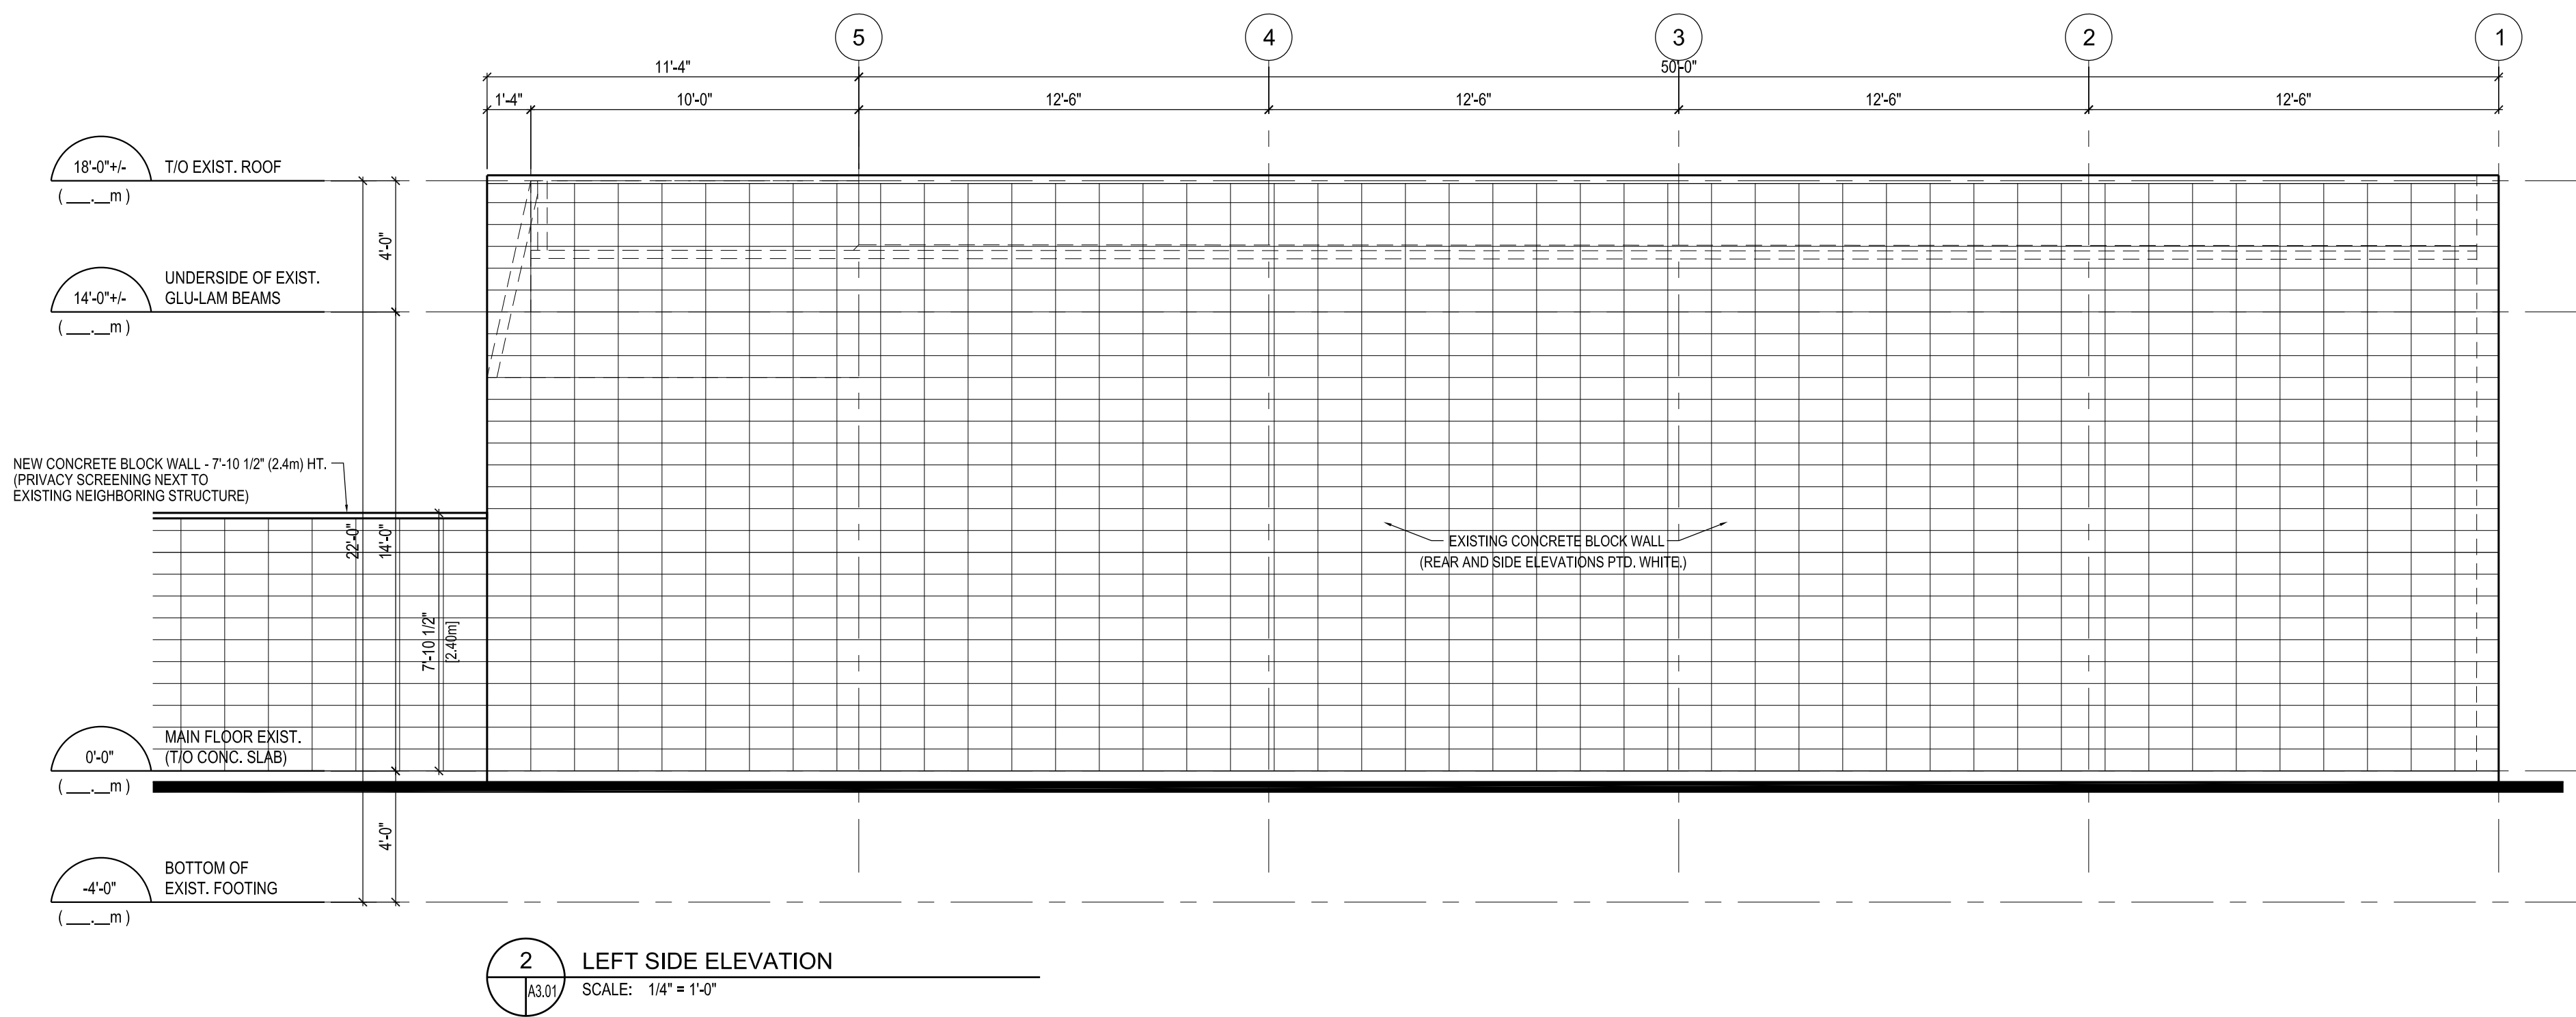 5
4
3
2
1
11'-4"
50'-0"
1'-4"
10'-0"
12'-6"
12'-6"
12'-6"
12'-6"
18'-0"+/-
T/O EXIST. ROOF
( ___.__m )
4'-0"
14'-0"+/-
UNDERSIDE OF EXIST.
GLU-LAM BEAMS
( ___.__m )
NEW CONCRETE BLOCK WALL - 7'-10 1/2" (2.4m) HT.
(PRIVACY SCREENING NEXT TO
EXISTING NEIGHBORING STRUCTURE)
22'-0"
14'-0"
7'-10 1/2"
[2.40m]
EXISTING CONCRETE BLOCK WALL
(REAR AND SIDE ELEVATIONS PTD. WHITE.)
0'-0"
MAIN FLOOR EXIST.
(T/O CONC. SLAB)
( ___.__m )
4'-0"
-4'-0"
BOTTOM OF
EXIST. FOOTING
( ___.__m )
2
A3.01
LEFT SIDE ELEVATION
SCALE: 1/4" = 1'-0"